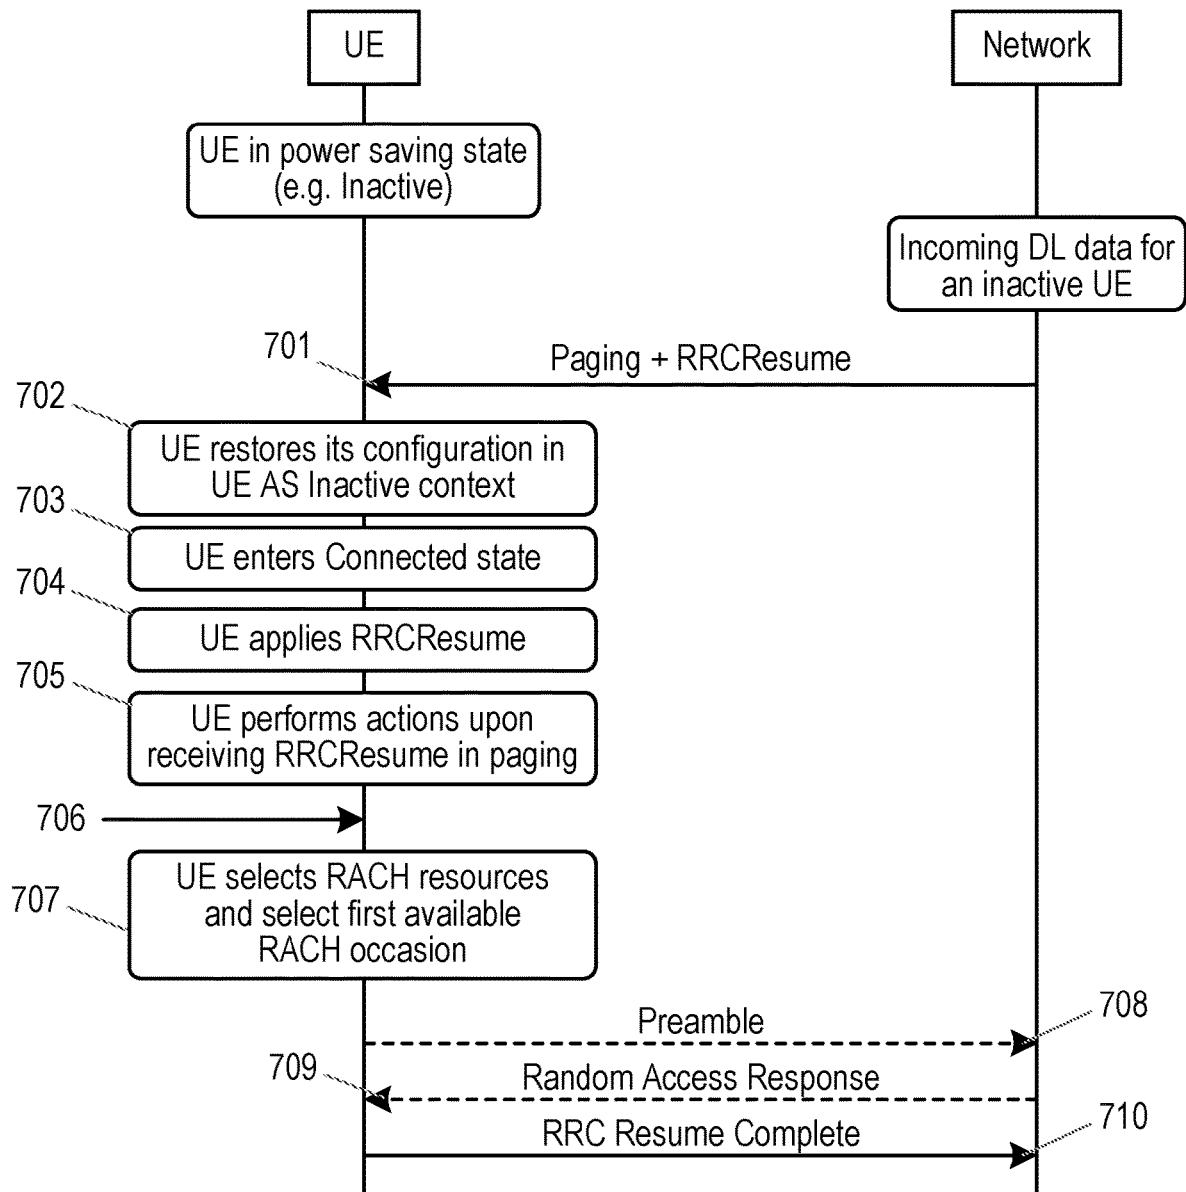 UE
Network
UE in power saving state
(e.g. Inactive)
Incoming DL data for
an inactive UE
701
Paging + RRCResume
702
UE restores its configuration in
UE AS Inactive context
703
UE enters Connected state
704
UE applies RRCResume
705
UE performs actions upon
receiving RRCResume in paging
706
707
UE selects RACH resources
and select first available
RACH occasion
Preamble
708
709
Random Access Response
RRC Resume Complete
710